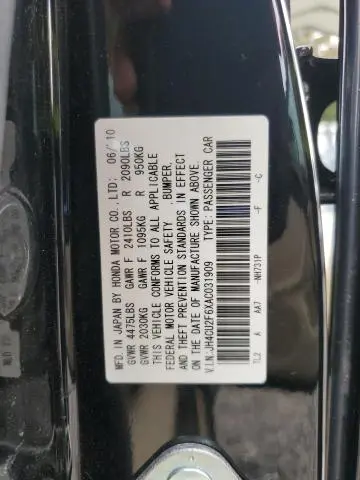 MFD. IN JAPAN BY HONDA MOTOR CO., LTD. 06/10
GVWR 4475LBS GAWR F 2410LBS R 2090LBS
GVWR 2030KG GAWR F 1095KG R 950KG
THIS VEHICLE CONFORMS TO ALL APPLICABLE
FEDERAL MOTOR VEHICLE SAFETY BUMPER,
AND THEFT PREVENTION STANDARDS IN EFFECT
ON THE DATE OF MANUFACTURE SHOWN ABOVE.
V.I.N: JH4CU2F6XAC031909 TYPE: PASSENGER CAR
TL2 A AA7 -NH731P -F -C